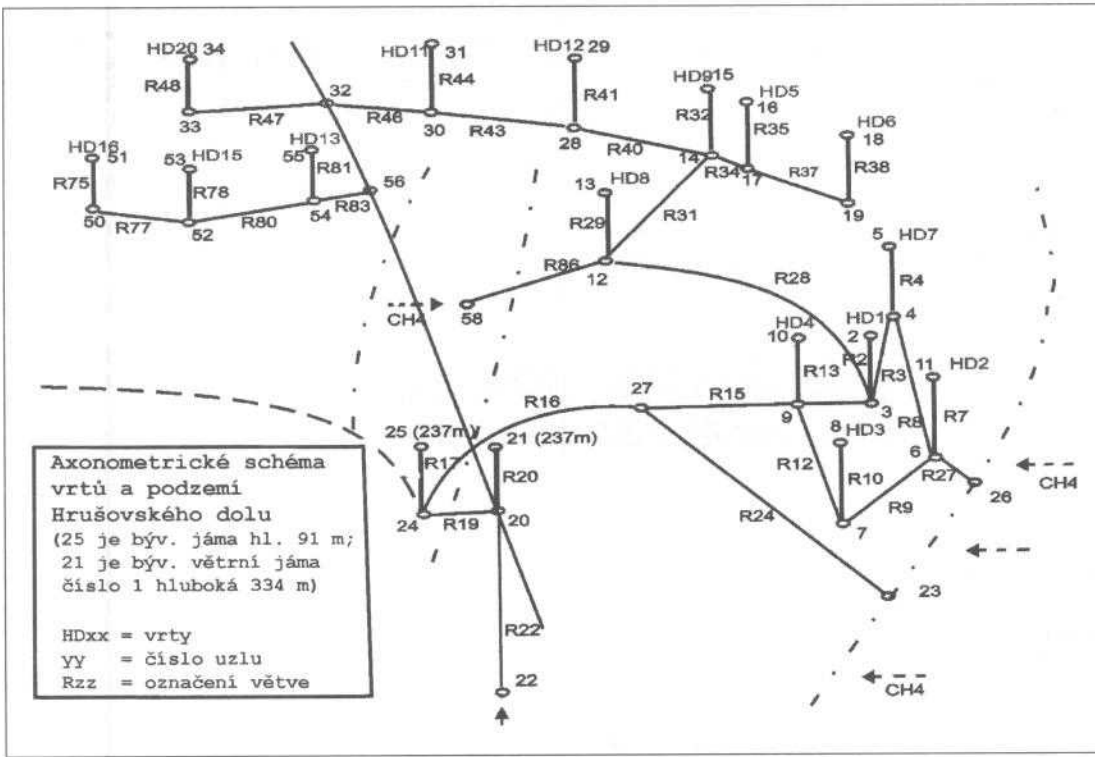 HD20 34
HD11 31
HD12 29
HD9 15
HD5
16
HD6
18
R48
R44
R41
R32
R35
R38
32
33
R47
R46
30
R43
28
R40
14
R34
17
R37
19
HD16 51
53 HD15
HD13
55
R75
R78
R81
56
50
R77
52
R80
54
R83
13 HD8
R29
R31
5 HD7
R4
R86
12
R28
CH4
58
HD4
10
HD1
2
4
R13
R2
R3
11 HD2
27
R16
R15
9
3
R8
R7
25 (237m)
21 (237m)
8 HD3
R17
R20
R12
R10
6
R27
26
CH4
24
R19
20
R24
7
R9
23
R22
22
CH4
Axonometrické schéma
vrtů a podzemí
Hrušovského dolu
(25 je býv. jáma hl. 91 m;
21 je býv. větrní jáma
číslo 1 hluboká 334 m)
HDxx = vrty
yy = číslo uzlu
Rzz = označení větve